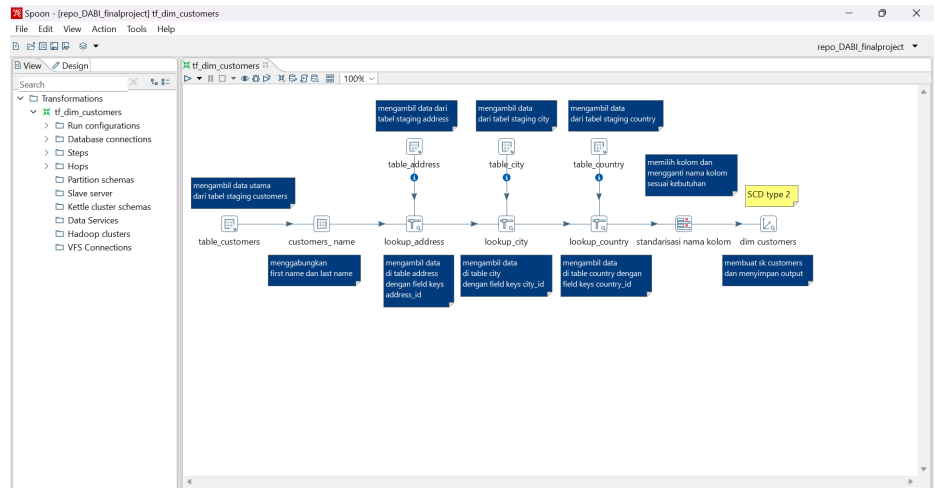 Spoon - [repo_DABI_finalproject] tf_dim_customers
File Edit View Action Tools Help
repo_DABI_finalproject
View Design
tf_dim_customers
Search
100%
Transformations
tf_dim_customers
Run configurations
Database connections
Steps
Hops
Partition schemas
Slave server
Kettle cluster schemas
Data Services
Hadoop clusters
VFS Connections
mengambil data dari
tabel staging address
mengambil data
dari tabel staging city
mengambil data
dari tabel staging country
table_address
table_city
table_country
memilih kolom dan
mengganti nama kolom
sesuai kebutuhan
mengambil data utama
dari tabel staging customers
SCD type 2
table_customers
customers_ name
lookup_address
lookup_city
lookup_country
standarisasi nama kolom
dim customers
menggabungkan
first name dan last name
mengambil data
di table address
dengan field keys
address_id
mengambil data
di table city
dengan field keys city_id
mengambil data
di table country dengan
field keys country_id
membuat sk customers
dan menyimpan output